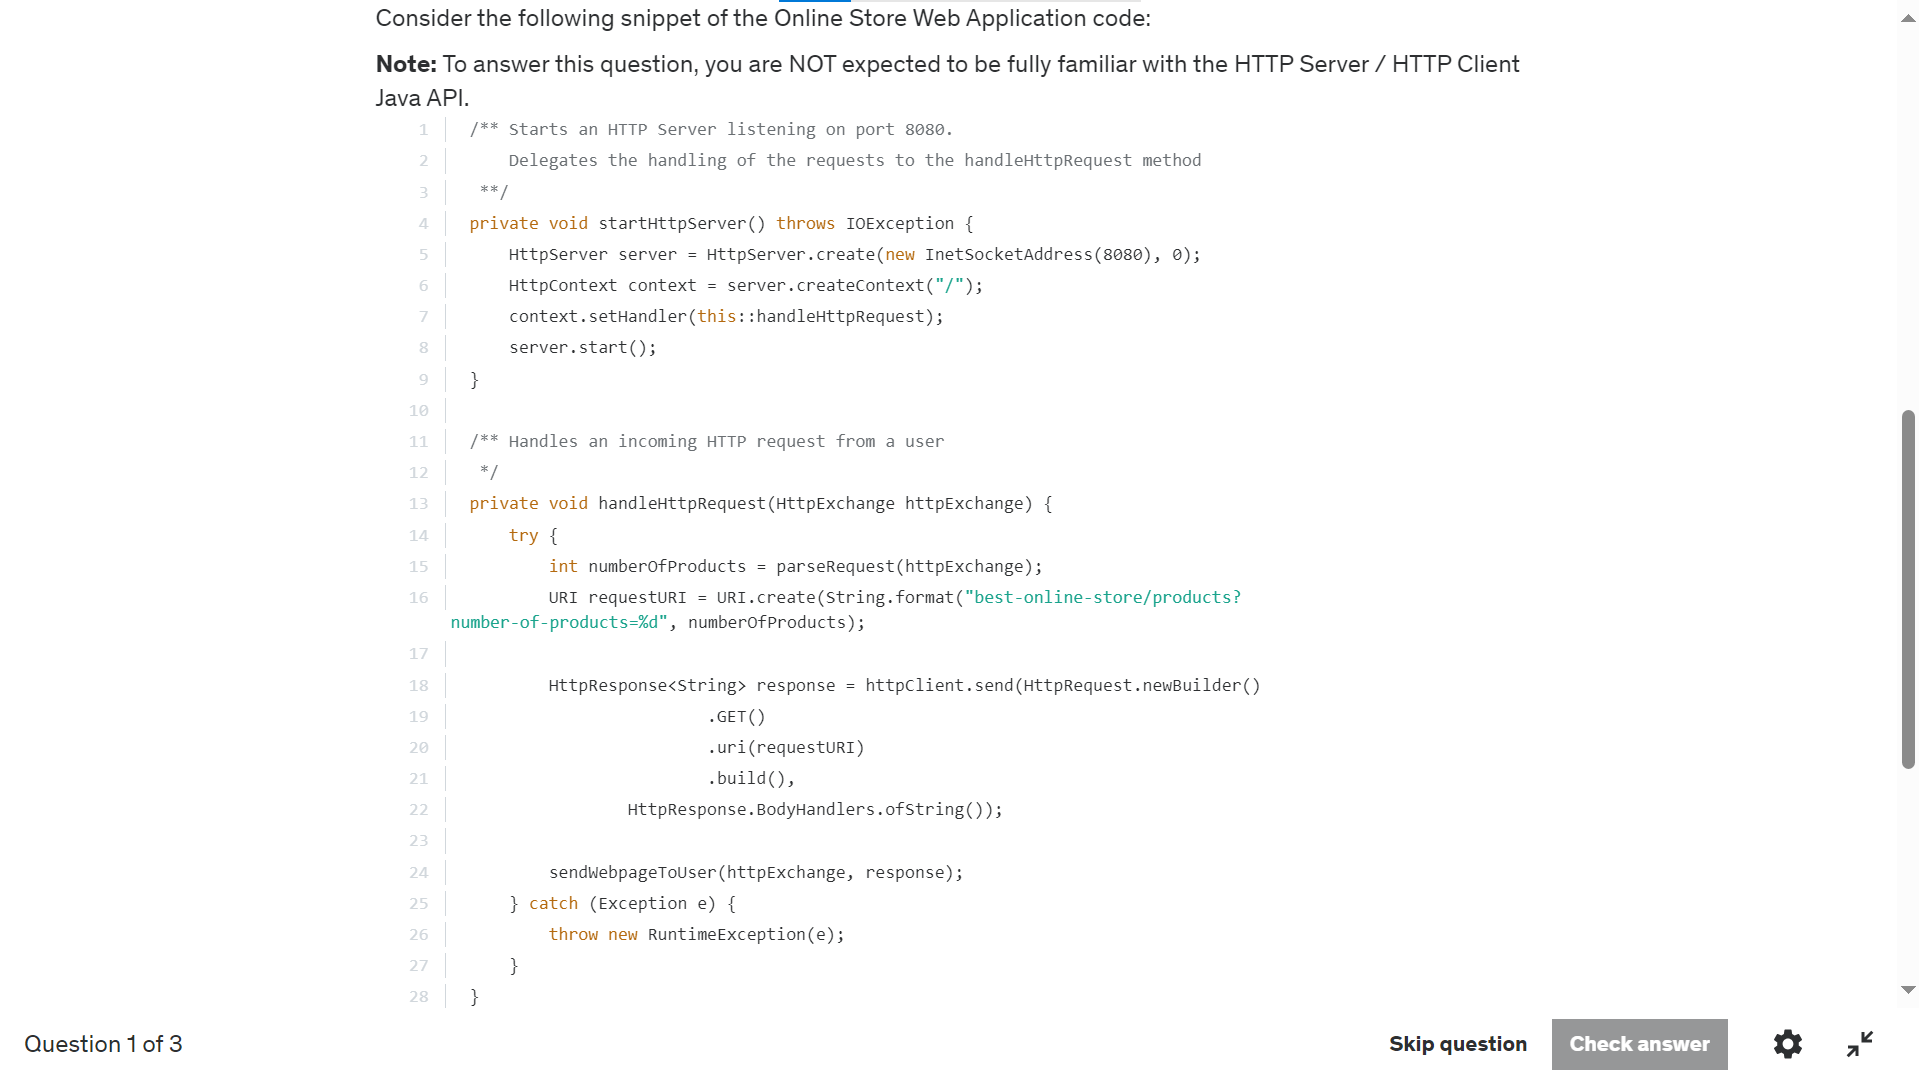 Consider the following snippet of the Online Store Web Application code:
Note: To answer this question, you are NOT expected to be fully familiar with the HTTP Server / HTTP Client
Java API.
1 /** Starts an HTTP Server listening on port 8080.
2 Delegates the handling of the requests to the handleHttpRequest method
3 **/
4 private void startHttpServer() throws IOException {
5 HttpServer server = HttpServer.create(new InetSocketAddress(8080), 0);
6 HttpContext context = server.createContext("/");
7 context.setHandler(this::handleHttpRequest);
8 server.start();
9 }
10
11 /** Handles an incoming HTTP request from a user
12 */
13 private void handleHttpRequest(HttpExchange httpExchange) {
14 try {
15 int numberOfProducts = parseRequest(httpExchange);
16 URI requestURI = URI.create(String.format("best-online-store/products?
number-of-products=%d", numberOfProducts);
17
18 HttpResponse<String> response = httpClient.send(HttpRequest.newBuilder()
19 .GET()
20 .uri(requestURI)
21 .build(),
22 HttpResponse.BodyHandlers.ofString());
23
24 sendWebpageToUser(httpExchange, response);
25 } catch (Exception e) {
26 throw new RuntimeException(e);
27 }
28 }
Question 1 of 3
Skip question
Check answer